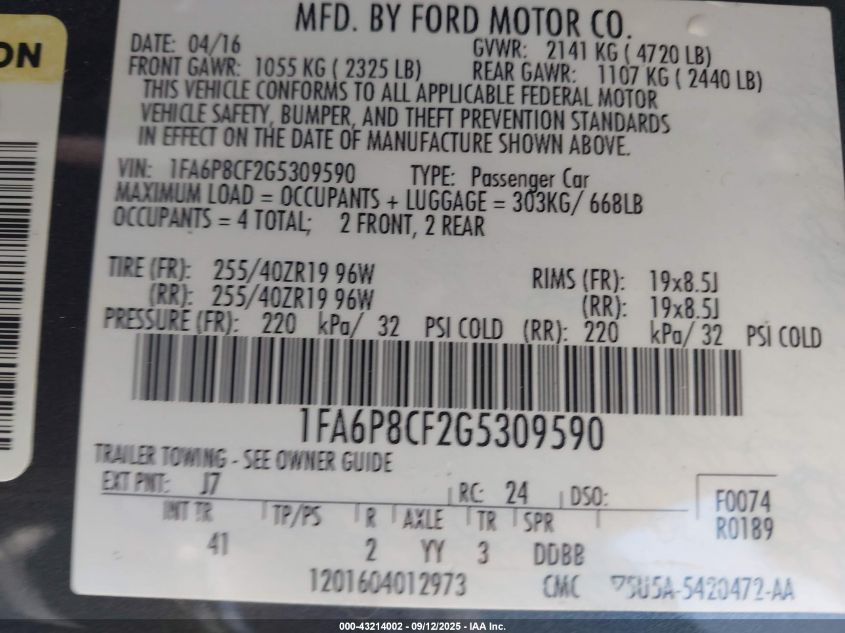 MFD. BY FORD MOTOR CO.
DATE: 04/16 GVWR: 2141 KG ( 4720 LB)
FRONT GAWR: 1055 KG ( 2325 LB) REAR GAWR: 1107 KG ( 2440 LB)
THIS VEHICLE CONFORMS TO ALL APPLICABLE FEDERAL MOTOR
VEHICLE SAFETY, BUMPER, AND THEFT PREVENTION STANDARDS
IN EFFECT ON THE DATE OF MANUFACTURE SHOWN ABOVE.
VIN: 1FA6P8CF2G5309590 TYPE: Passenger Car
MAXIMUM LOAD = OCCUPANTS + LUGGAGE = 303KG/ 668LB
OCCUPANTS = 4 TOTAL; 2 FRONT, 2 REAR
TIRE (FR): 255/40ZR19 96W RIMS (FR): 19x8.5J
(RR): 255/40ZR19 96W (RR): 19x8.5J
PRESSURE (FR): 220 kPa/ 32 PSI COLD (RR): 220 kPa/ 32 PSI COLD
1FA6P8CF2G5309590
TRAILER TOWING - SEE OWNER GUIDE
EXT PNT: J7 RC: 24 DSO: F0074
INT TR TP/PS R AXLE TR SPR R0189
41 2 YY 3 DDBB
1201604012973 CMC 5U5A-5420472-AA
ON
000-43214002 - 09/12/2025 - IAA Inc.